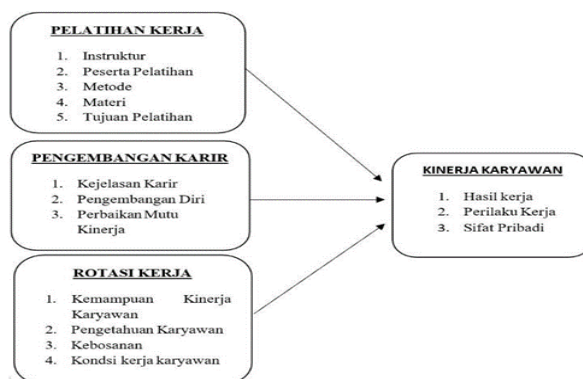 PELATIHAN KERJA
1. Instruktur
2. Peserta Pelatihan
3. Metode
4. Materi
5. Tujuan Pelatihan
PENGEMBANGAN KARIR
1. Kejelasan Karir
2. Pengembangan Diri
3. Perbaikan Mutu
Kinerja
ROTASI KERJA
1. Kemampuan Kinerja
Karyawan
2. Pengetahuan Karyawan
3. Kebosanan
4. Kondsi kerja karyawan
KINERJA KARYAWAN
1. Hasil kerja
2. Perilaku Kerja
3. Sifat Pribadi